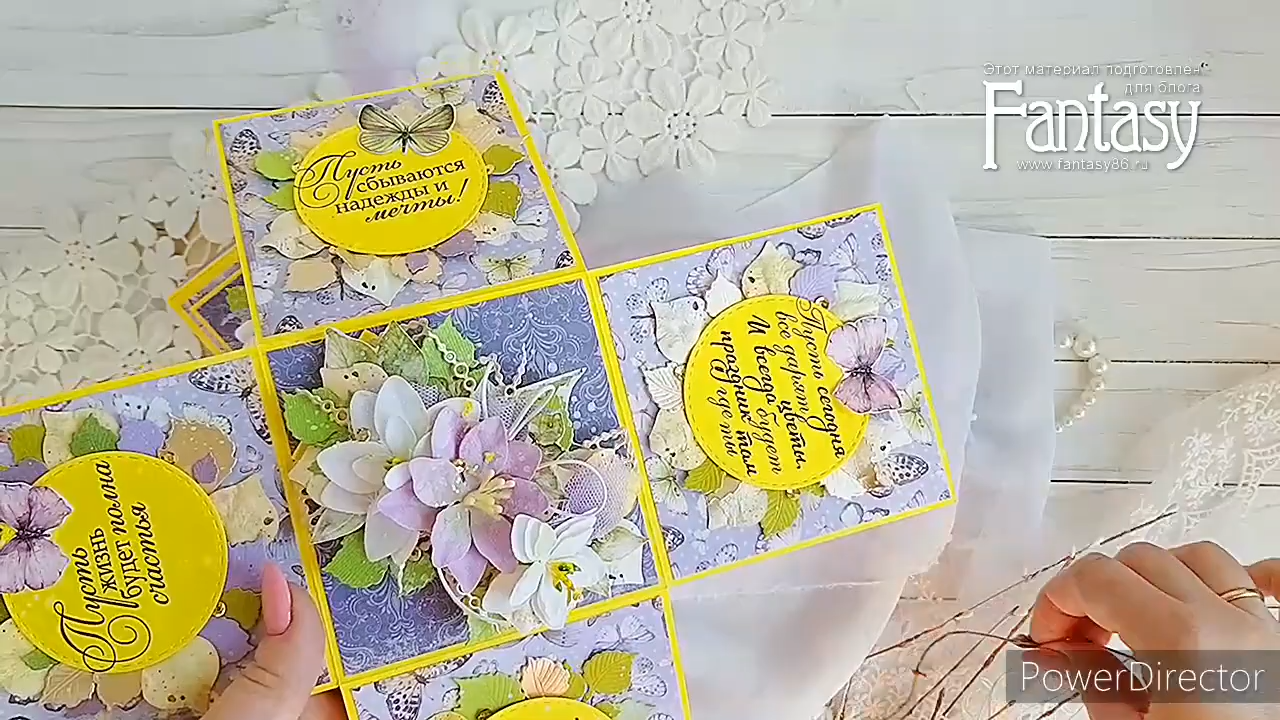 Этот материал подготовлен
для блога
Fantasy
www.fantasy86.ru
Пусть
сбываются
надежды и
мечты!
Пусть сегодня
все дарят
цветы.
И всегда будет
праздник там
где ты
Пусть
жизнь
будет полна
счастья
PowerDirector